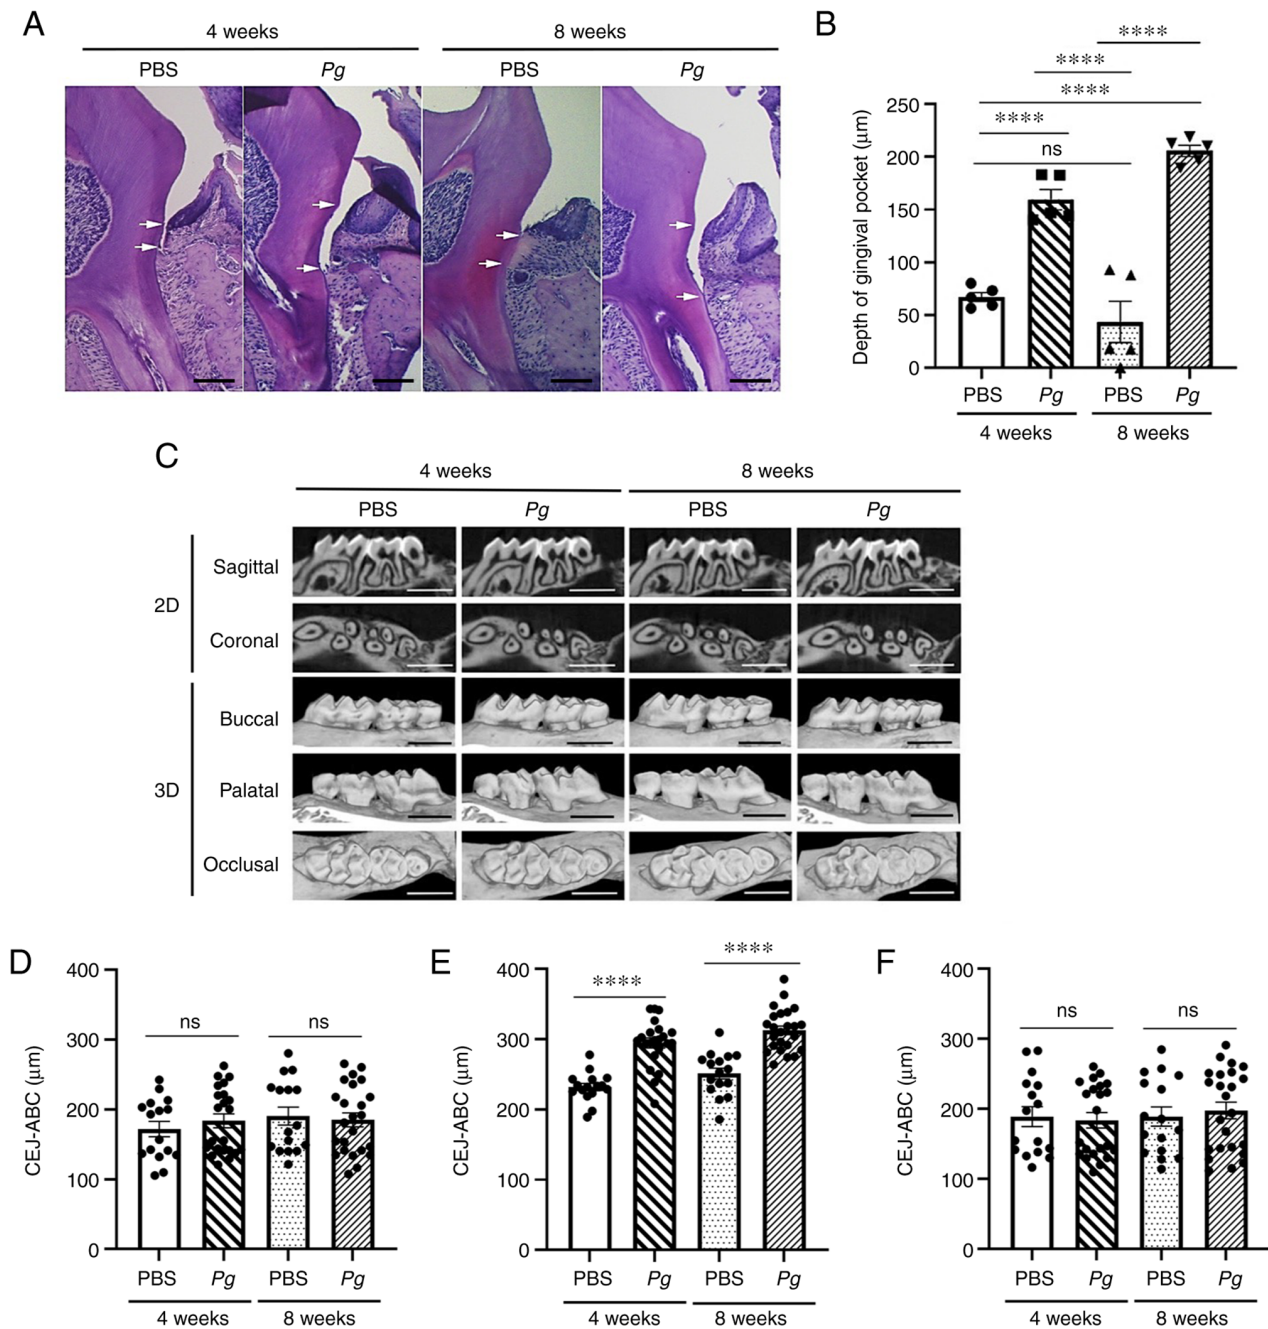 A
4 weeks
8 weeks
PBS
Pg
PBS
Pg
B
****
****
****
****
ns
Depth of gingival pocket (µm)
250
200
150
100
50
0
PBS
Pg
PBS
Pg
4 weeks
8 weeks
C
4 weeks
8 weeks
PBS
Pg
PBS
Pg
2D
Sagittal
Coronal
3D
Buccal
Palatal
Occlusal
D
CEJ-ABC (µm)
400
300
200
100
0
ns
ns
PBS
Pg
PBS
Pg
4 weeks
8 weeks
E
CEJ-ABC (µm)
400
300
200
100
0
****
****
PBS
Pg
PBS
Pg
4 weeks
8 weeks
F
CEJ-ABC (µm)
400
300
200
100
0
ns
ns
PBS
Pg
PBS
Pg
4 weeks
8 weeks